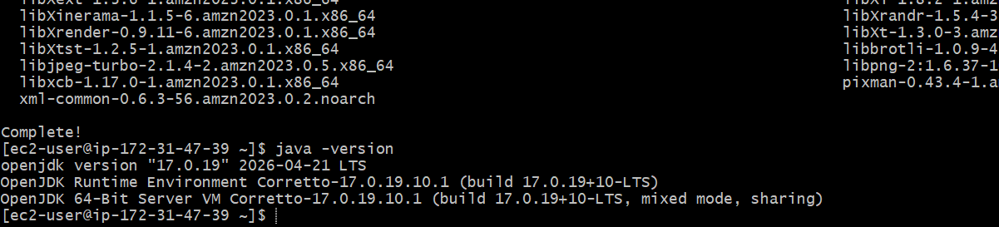 libXinerama-1.1.5-6.amzn2023.0.1.x86_64 libXrandr-1.5.4-3
libXrender-0.9.11-6.amzn2023.0.1.x86_64 libXt-1.3.0-3.amz
libXtst-1.2.5-1.amzn2023.0.1.x86_64 libbrotli-1.0.9-4
libjpeg-turbo-2.1.4-2.amzn2023.0.5.x86_64 libpng-2:1.6.37-1
libxcb-1.17.0-1.amzn2023.0.1.x86_64 pixman-0.43.4-1.a
xml-common-0.6.3-56.amzn2023.0.2.noarch
Complete!
[ec2-user@ip-172-31-47-39 ~]$ java -version
openjdk version "17.0.19" 2026-04-21 LTS
OpenJDK Runtime Environment Corretto-17.0.19.10.1 (build 17.0.19+10-LTS)
OpenJDK 64-Bit Server VM Corretto-17.0.19.10.1 (build 17.0.19+10-LTS, mixed mode, sharing)
[ec2-user@ip-172-31-47-39 ~]$